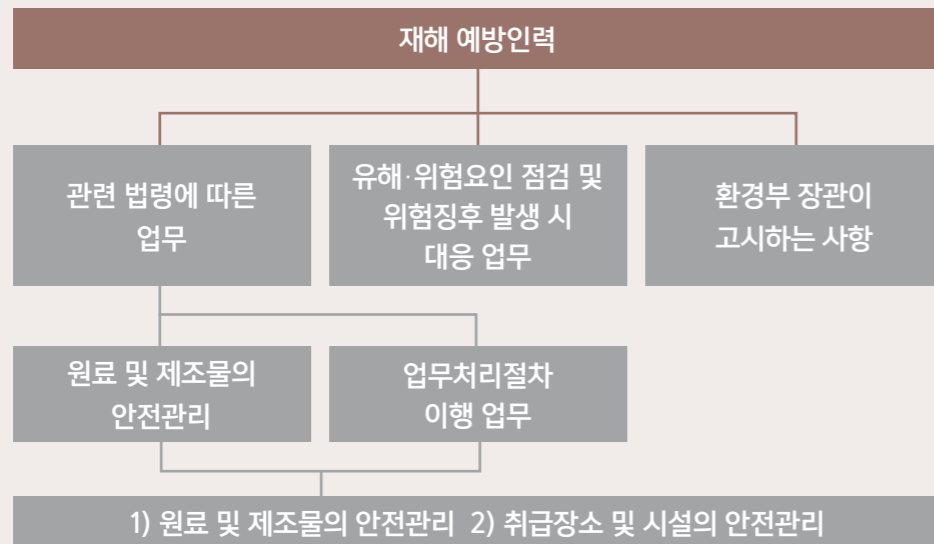 재해 예방인력
관련 법령에 따른
업무
유해·위험요인 점검 및
위험징후 발생 시
대응 업무
환경부 장관이
고시하는 사항
원료 및 제조물의
안전관리
업무처리절차
이행 업무
1) 원료 및 제조물의 안전관리 2) 취급장소 및 시설의 안전관리